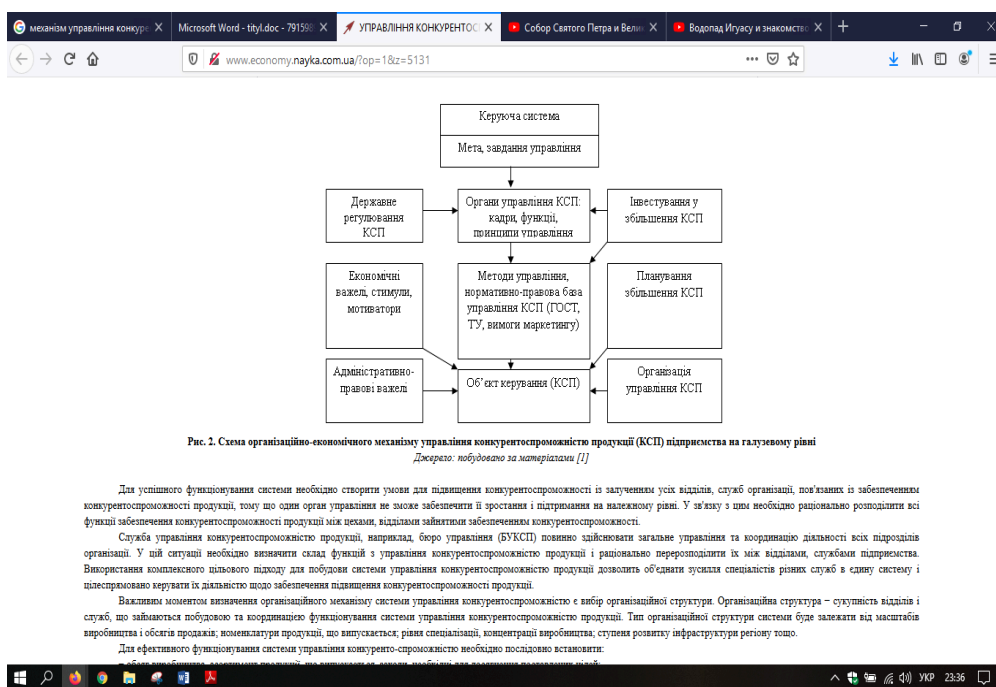 механізм управління конкуре
Microsoft Word - tityl.doc - 791598
УПРАВЛІННЯ КОНКУРЕНТОС
Собор Святого Петра и Велик
Водопад Игуасу и знакомство
www.economy.nayka.com.ua/?op=1&z=5131
Керуюча система
Мета, завдання управління
Державне
регулювання
КСП
Органи управління КСП:
кадри, функції,
принципи управління
Інвестування у
збільшення КСП
Економічні
важелі, стимули,
мотиватори
Методи управління,
нормативно-правова база
управління КСП (ГОСТ,
ТУ, вимоги маркетингу)
Планування
збільшення КСП
Адміністративно-
правові важелі
Об’єкт керування (КСП)
Організація
управління КСП
Рис. 2. Схема організаційно-економічного механізму управління конкурентоспроможністю продукції (КСП) підприємства на галузевому рівні
Джерело: побудовано за матеріалами [1]
Для успішного функціонування системи необхідно створити умови для підвищення конкурентоспроможності із залученням усіх відділів, служб організації, пов'язаних із забезпеченням
конкурентоспроможності продукції, тому що один орган управління не зможе забезпечити її зростання і підтримання на належному рівні. У зв'язку з цим необхідно раціонально розподілити всі
функції забезпечення конкурентоспроможності продукції між цехами, відділами зайнятими забезпеченням конкурентоспроможності.
Служба управління конкурентоспроможністю продукції, наприклад, бюро управління (БУКСП) повинно здійснювати загальне управління та координацію діяльності всіх підрозділів
організації. У цій ситуації необхідно визначити склад функцій з управління конкурентоспроможністю продукції і раціонально перерозподілити їх між відділами, службами підприємства.
Використання комплексного цільового підходу для побудови системи управління конкурентоспроможністю продукції дозволить об'єднати зусилля спеціалістів різних служб в єдину систему і
цілеспрямовано керувати їх діяльністю щодо забезпечення підвищення конкурентоспроможності продукції.
Важливим моментом визначення організаційного механізму системи управління конкурентоспроможністю є вибір організаційної структури. Організаційна структура – сукупність відділів і
служб, що займаються побудовою та координацією функціонування системи управління конкурентоспроможністю продукції. Тип організаційної структури системи буде залежати від масштабів
виробництва і обсягів продажів; номенклатури продукції, що випускається; рівня спеціалізації, концентрації виробництва; ступеня розвитку інфраструктури регіону тощо.
Для ефективного функціонування системи управління конкуренто-спроможністю необхідно послідовно встановити:
УКР 23:36